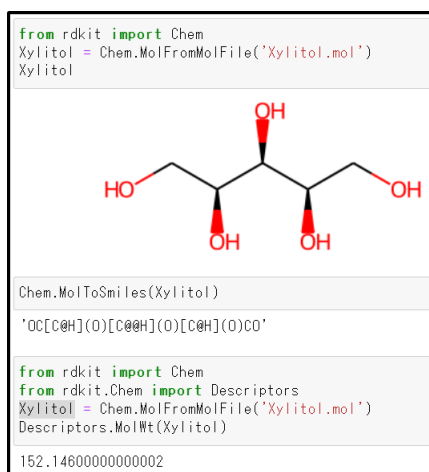 from rdkit import Chem
Xylitol = Chem.MolFromMolFile('Xylitol.mol')
Xylitol
OH
HO
OH
OH
OH
Chem.MolToSmiles(Xylitol)
'OC[C@H](O)[C@@H](O)[C@H](O)CO'
from rdkit import Chem
from rdkit.Chem import Descriptors
Xylitol = Chem.MolFromMolFile('Xylitol.mol')
Descriptors.MolWt(Xylitol)
152.14600000000002